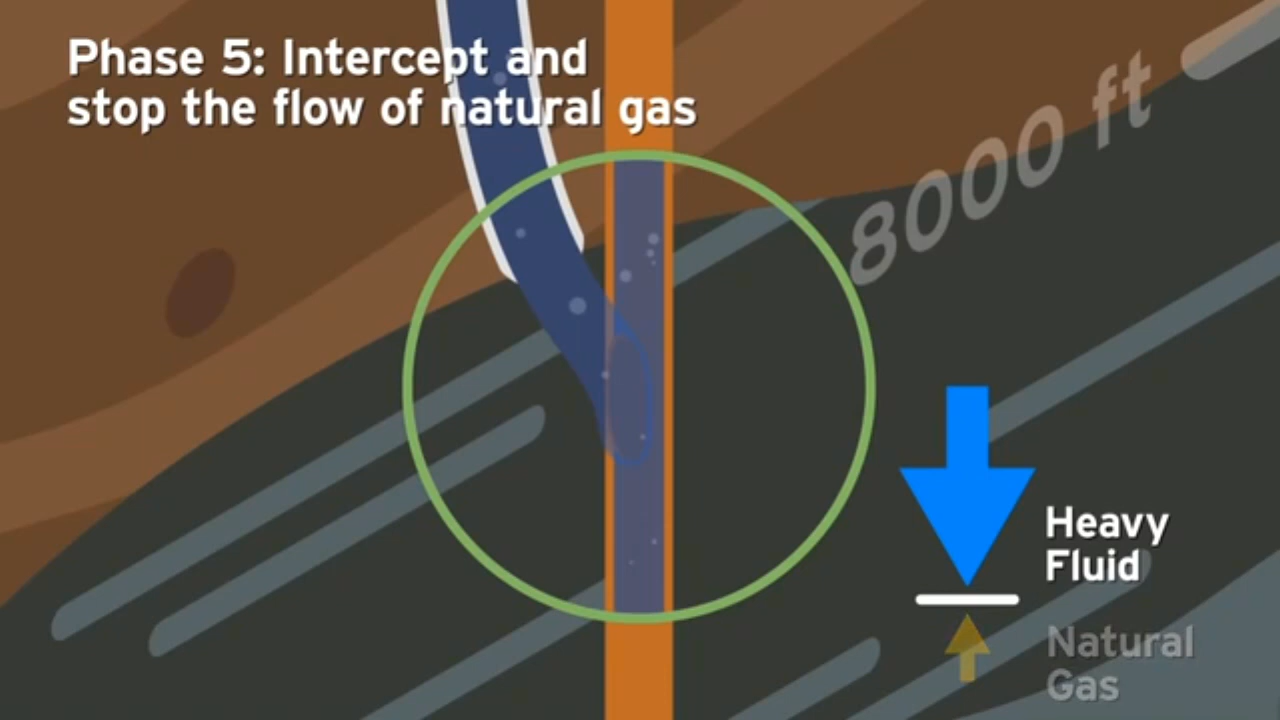 Phase 5: Intercept and
stop the flow of natural gas
8000 ft
Heavy
Fluid
Natural
Gas